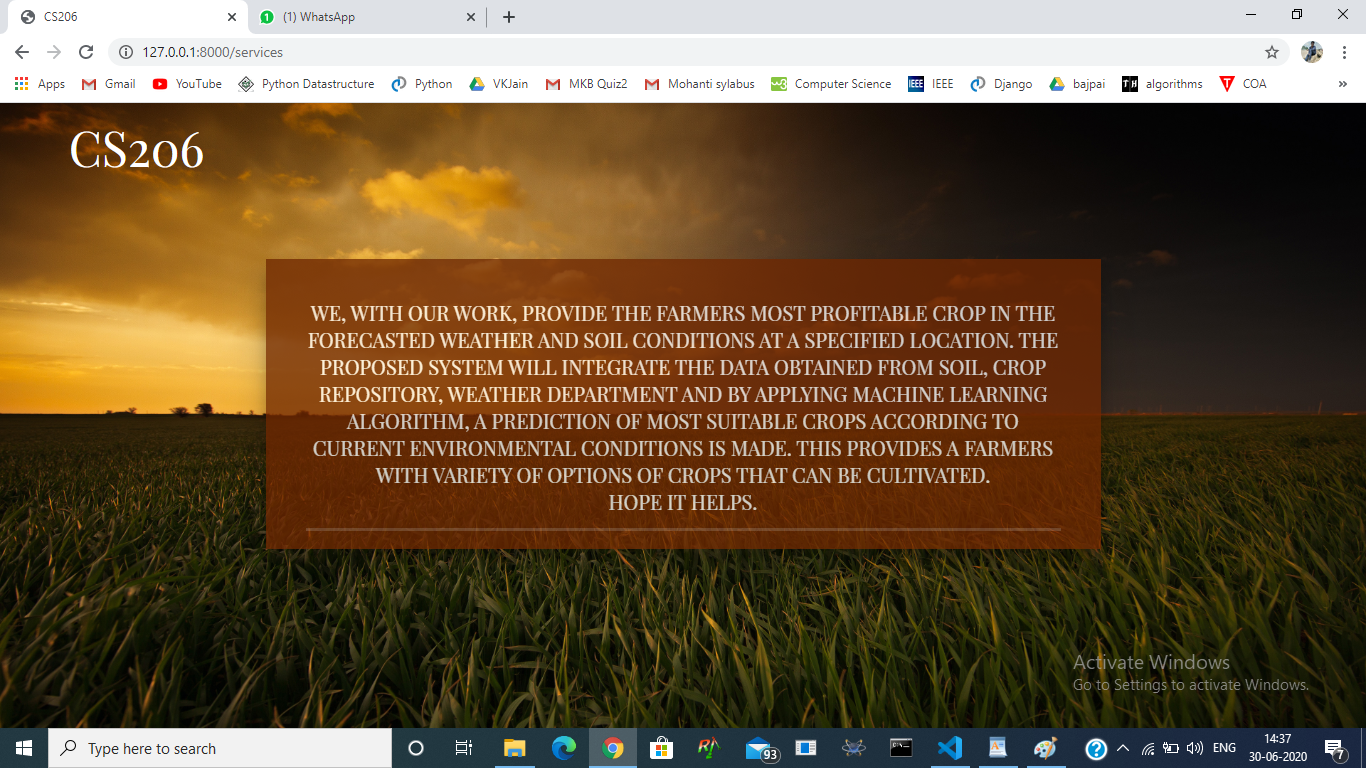 CS206
(1) WhatsApp
127.0.0.1:8000/services
Apps Gmail YouTube Python Datastructure Python VKJain MKB Quiz2 Mohanti sylabus Computer Science IEEE IEEE Django bajpai TH algorithms COA »
CS206
WE, WITH OUR WORK, PROVIDE THE FARMERS MOST PROFITABLE CROP IN THE
FORECASTED WEATHER AND SOIL CONDITIONS AT A SPECIFIED LOCATION. THE
PROPOSED SYSTEM WILL INTEGRATE THE DATA OBTAINED FROM SOIL, CROP
REPOSITORY, WEATHER DEPARTMENT AND BY APPLYING MACHINE LEARNING
ALGORITHM, A PREDICTION OF MOST SUITABLE CROPS ACCORDING TO
CURRENT ENVIRONMENTAL CONDITIONS IS MADE. THIS PROVIDES A FARMERS
WITH VARIETY OF OPTIONS OF CROPS THAT CAN BE CULTIVATED.
HOPE IT HELPS.
Activate Windows
Go to Settings to activate Windows.
Type here to search
93
ENG
14:37
30-06-2020
7